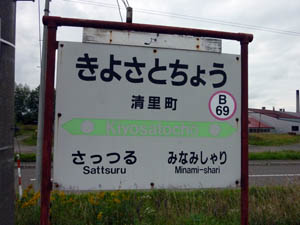 きよさとちょう
清里町
B
69
Kiyosatochō
さっつる みなみしゃり
Sattsuru Minami-shari